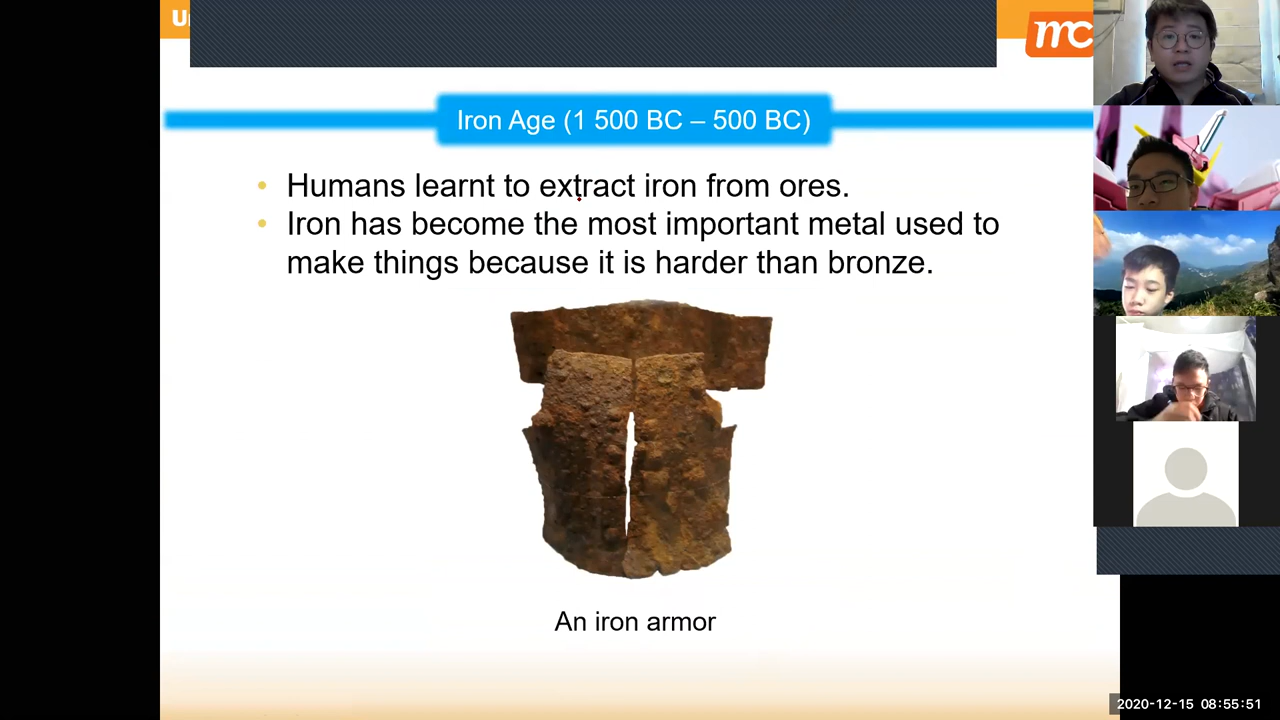 mc
Iron Age (1 500 BC – 500 BC)
• Humans learnt to extract iron from ores.
• Iron has become the most important metal used to
make things because it is harder than bronze.
An iron armor
2020-12-15 08:55:51